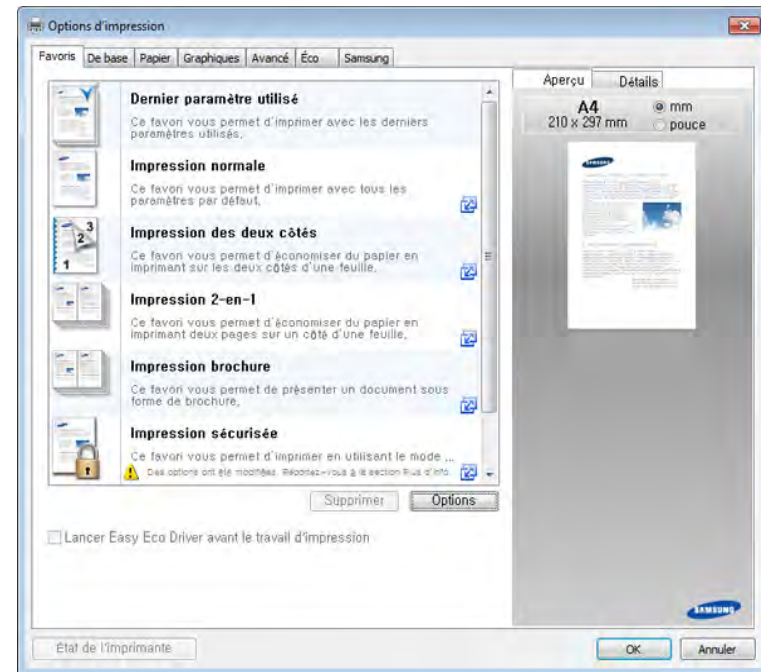 Options d'impression
Favoris De base Papier Graphiques Avancé Éco Samsung
Dernier paramètre utilisé
Ce favori vous permet d'imprimer avec les derniers
paramètres utilisés.
Impression normale
Ce favori vous permet d'imprimer avec tous les
paramètres par défaut.
Impression des deux côtés
Ce favori vous permet d'économiser du papier en
imprimant sur les deux côtés d'une feuille.
Impression 2-en-1
Ce favori vous permet d'économiser du papier en
imprimant deux pages sur un côté d'une feuille.
Impression brochure
Ce favori vous permet de présenter un document sous
forme de brochure.
Impression sécurisée
Ce favori vous permet d'imprimer en utilisant le mode ...
Des options ont été modifiées. Reportez-vous à la section Plus d'info
Supprimer Options
Lancer Easy Eco Driver avant le travail d'impression
Aperçu Détails
A4 mm
210 x 297 mm pouce
SAMSUNG
SAMSUNG
État de l'imprimante OK Annuler